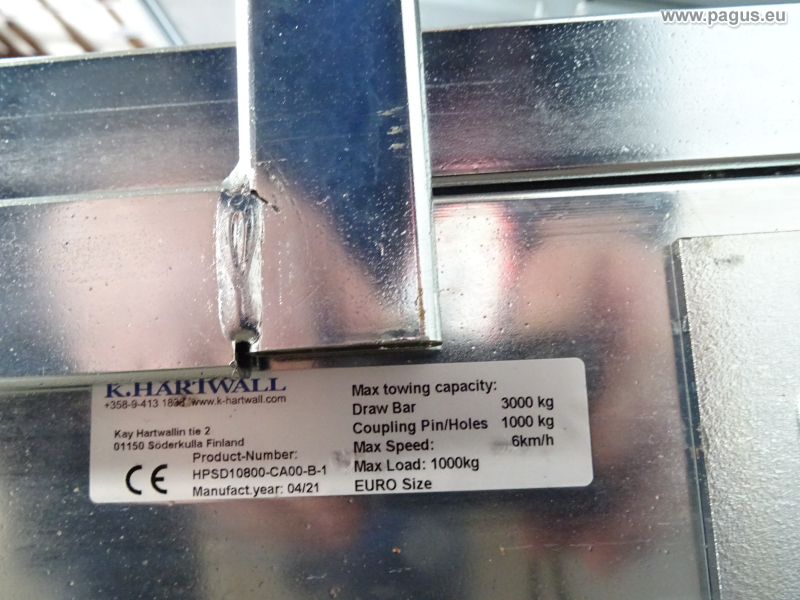 www.pagus.eu
K.HARTWALL
+358-9-413 183 www.k-hartwall.com
Kay Hartwallin tie 2
01150 Söderkulla Finland
Product-Number:
HPSD10800-CA00-B-1
CE
Manufact.year: 04/21
Max towing capacity:
Draw Bar 3000 kg
Coupling Pin/Holes 1000 kg
Max Speed: 6km/h
Max Load: 1000kg
EURO Size